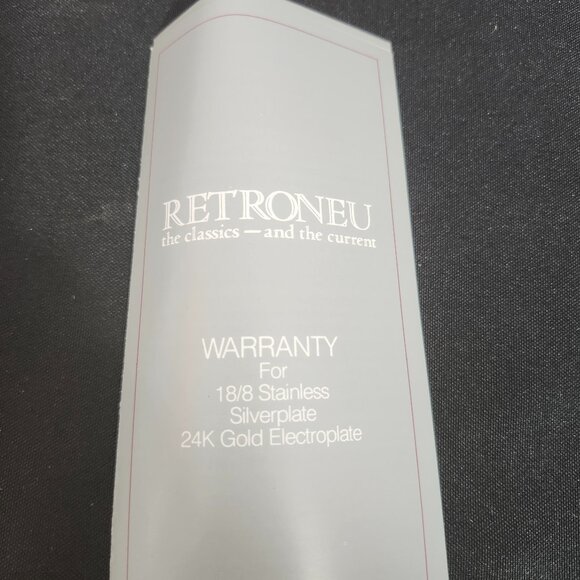 RETRONEU
the classics — and the current
WARRANTY
For
18/8 Stainless
Silverplate
24K Gold Electroplate